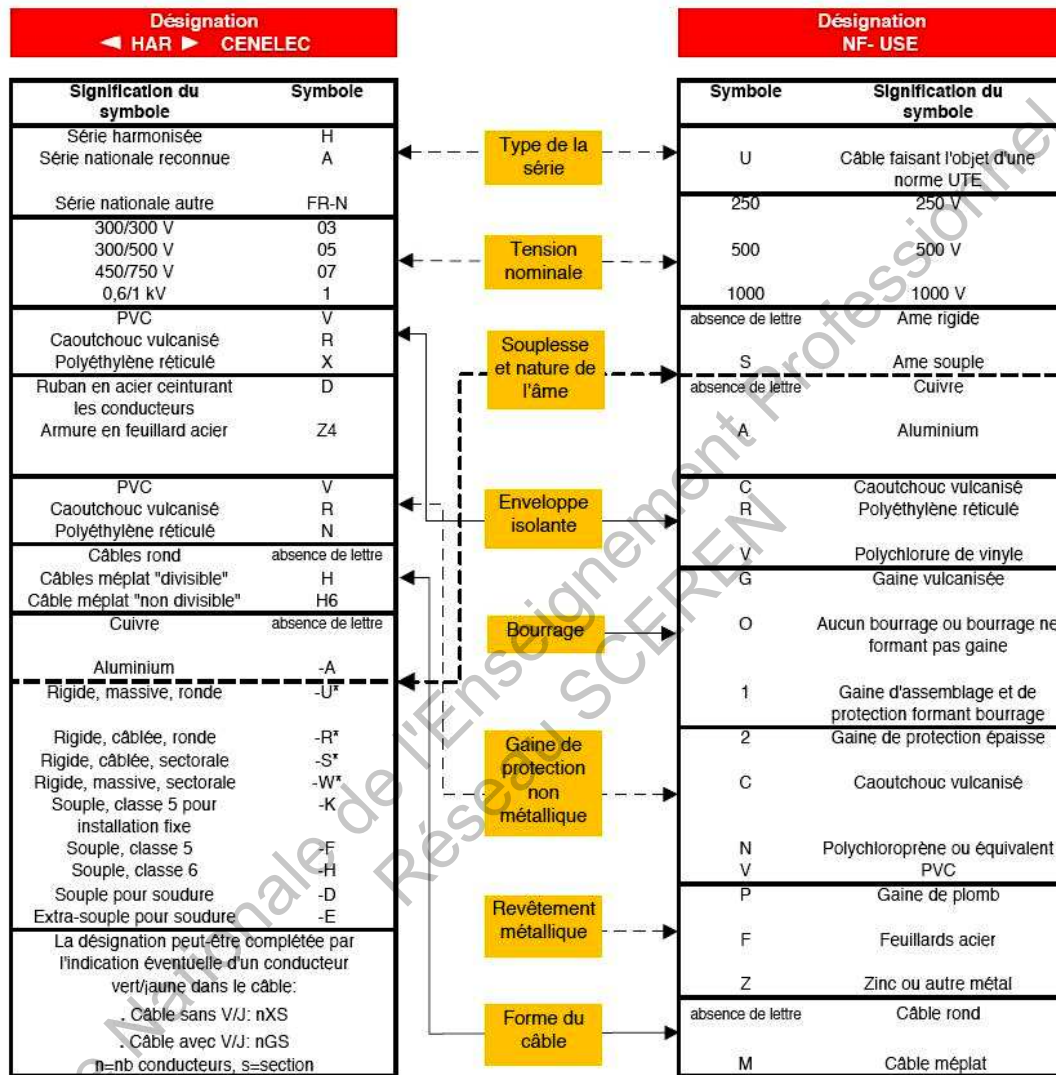 Désignation
◄ HAR ► CENELEC
Signification du symbole Symbole
Série harmonisée H
Série nationale reconnue A
Série nationale autre FR-N
300/300 V 03
300/500 V 05
450/750 V 07
0,6/1 kV 1
PVC V
Caoutchouc vulcanisé R
Polyéthylène réticulé X
Ruban en acier ceinturant D
les conducteurs
Armure en feuillard acier Z4
PVC V
Caoutchouc vulcanisé R
Polyéthylène réticulé N
Câbles rond absence de lettre
Câbles méplat "divisible" H
Câble méplat "non divisible" H6
Cuivre absence de lettre
Aluminium -A
Rigide, massive, ronde -U*
Rigide, câblée, ronde -R*
Rigide, câblée, sectorale -S*
Rigide, massive, sectorale -W*
Souple, classe 5 pour -K
installation fixe
Souple, classe 5 -F
Souple, classe 6 -H
Souple pour soudure -D
Extra-souple pour soudure -E
La désignation peut-être complétée par
l'indication éventuelle d'un conducteur
vert/jaune dans le câble:
. Câble sans V/J: nXS
. Câble avec V/J: nGS
n=nb conducteurs, s=section
Type de la
série
Tension
nominale
Souplesse
et nature de
l'âme
Enveloppe
isolante
Bourrage
Gaine de
protection
non
métallique
Revêtement
métallique
Forme du
câble
Désignation
NF- USE
Symbole Signification du
symbole
U Câble faisant l'objet d'une
norme UTE
250 250 V
500 500 V
1000 1000 V
absence de lettre Ame rigide
S Ame souple
absence de lettre Cuivre
A Aluminium
C Caoutchouc vulcanisé
R Polyéthylène réticulé
V Polychlorure de vinyle
G Gaine vulcanisée
O Aucun bourrage ou bourrage ne
formant pas gaine
1 Gaine d'assemblage et de
protection formant bourrage
2 Gaine de protection épaisse
C Caoutchouc vulcanisé
N Polychloroprène ou équivalent
V PVC
P Gaine de plomb
F Feuillards acier
Z Zinc ou autre métal
absence de lettre Câble rond
M Câble méplat
Nationale de l'Enseignement Professionnel
Réseau SCEREN